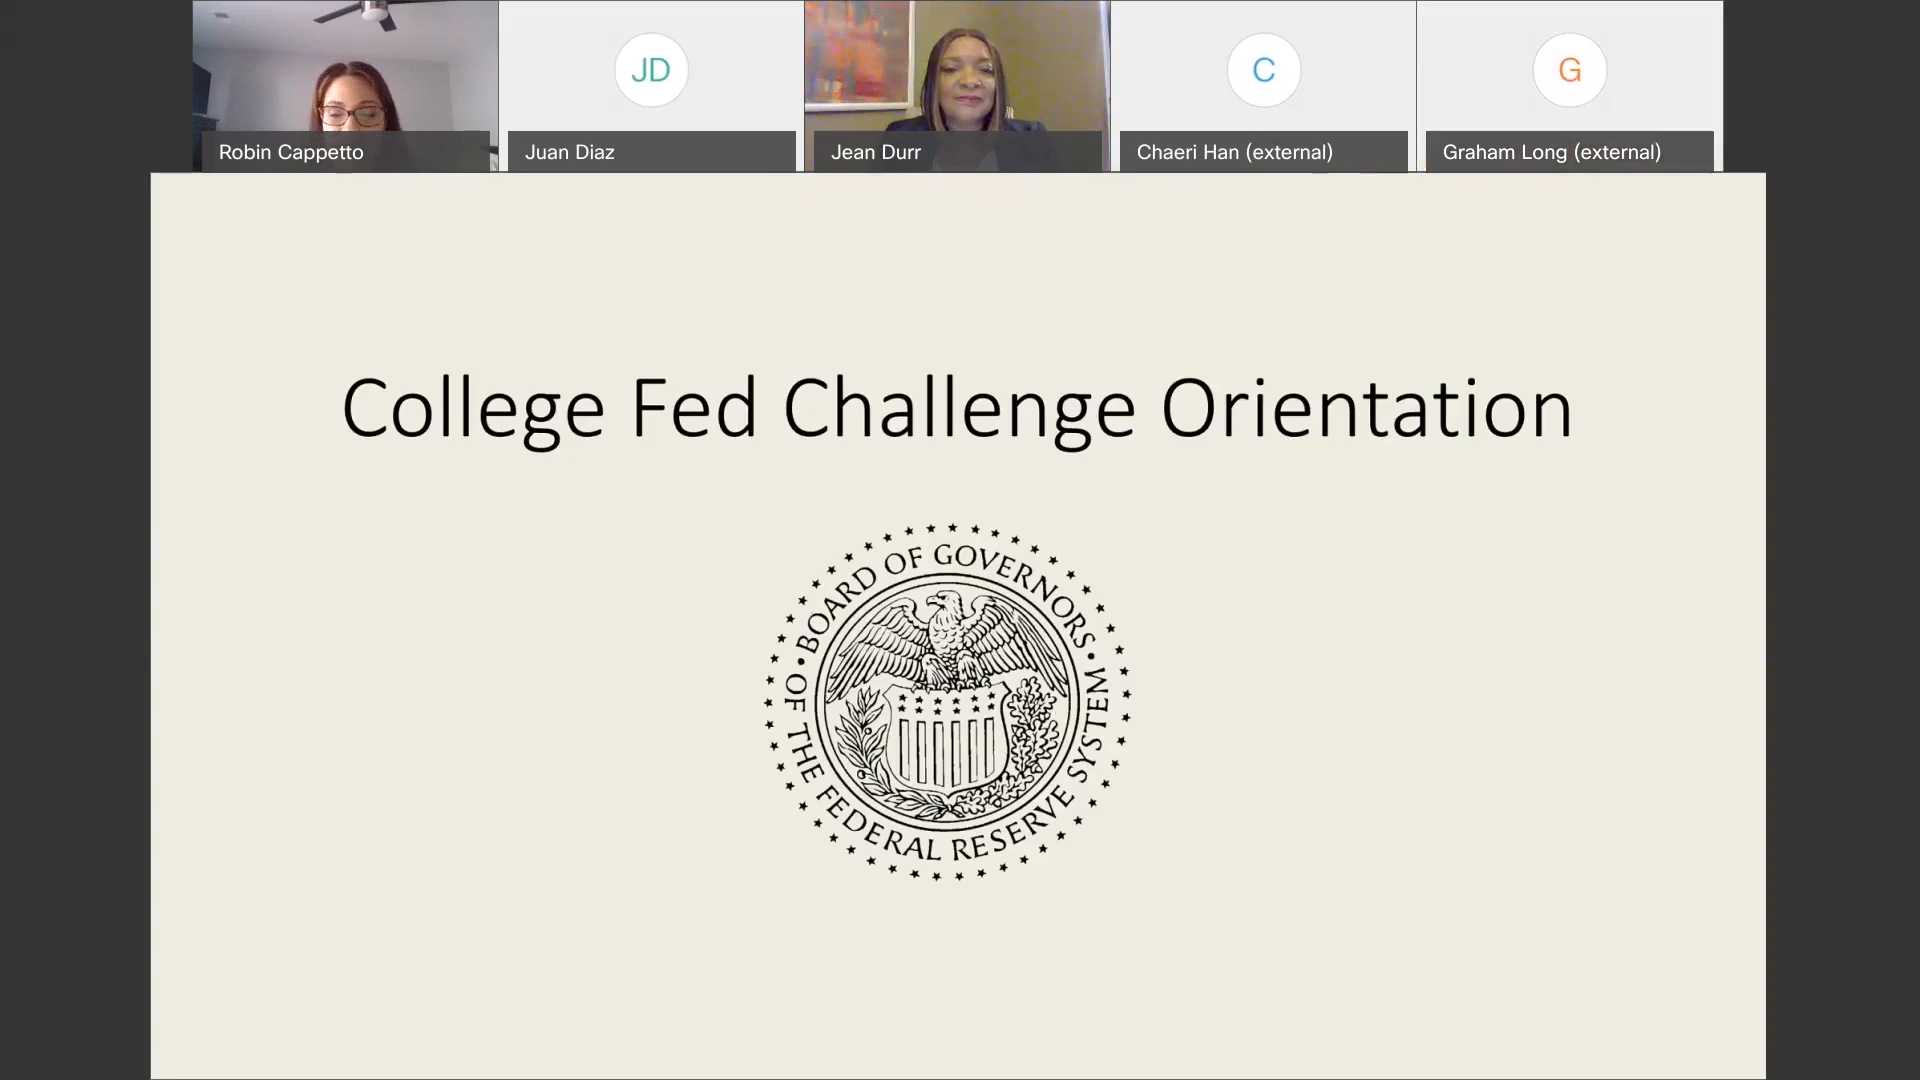 Robin Cappetto
JD
Juan Diaz
Jean Durr
C
Chaeri Han (external)
G
Graham Long (external)
College Fed Challenge Orientation
BOARD OF GOVERNORS
OF THE FEDERAL RESERVE SYSTEM